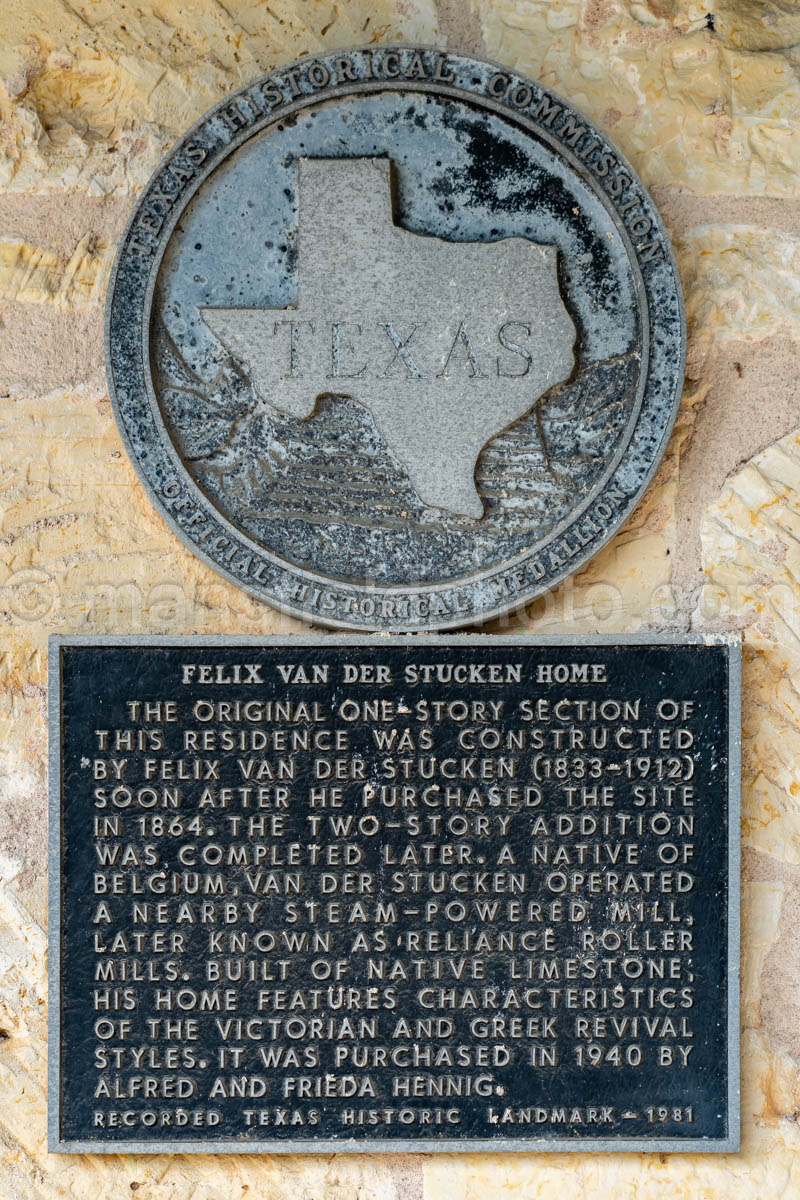 TEXAS HISTORICAL COMMISSION
TEXAS
OFFICIAL HISTORICAL MEDALLION
FELIX VAN DER STUCKEN HOME
THE ORIGINAL ONE-STORY SECTION OF
THIS RESIDENCE WAS CONSTRUCTED
BY FELIX VAN DER STUCKEN (1833-1912)
SOON AFTER HE PURCHASED THE SITE
IN 1864. THE TWO-STORY ADDITION
WAS COMPLETED LATER. A NATIVE OF
BELGIUM, VAN DER STUCKEN OPERATED
A NEARBY STEAM-POWERED MILL,
LATER KNOWN AS RELIANCE ROLLER
MILLS. BUILT OF NATIVE LIMESTONE,
HIS HOME FEATURES CHARACTERISTICS
OF THE VICTORIAN AND GREEK REVIVAL
STYLES. IT WAS PURCHASED IN 1940 BY
ALFRED AND FRIEDA HENNIG.
RECORDED TEXAS HISTORIC LANDMARK - 1981